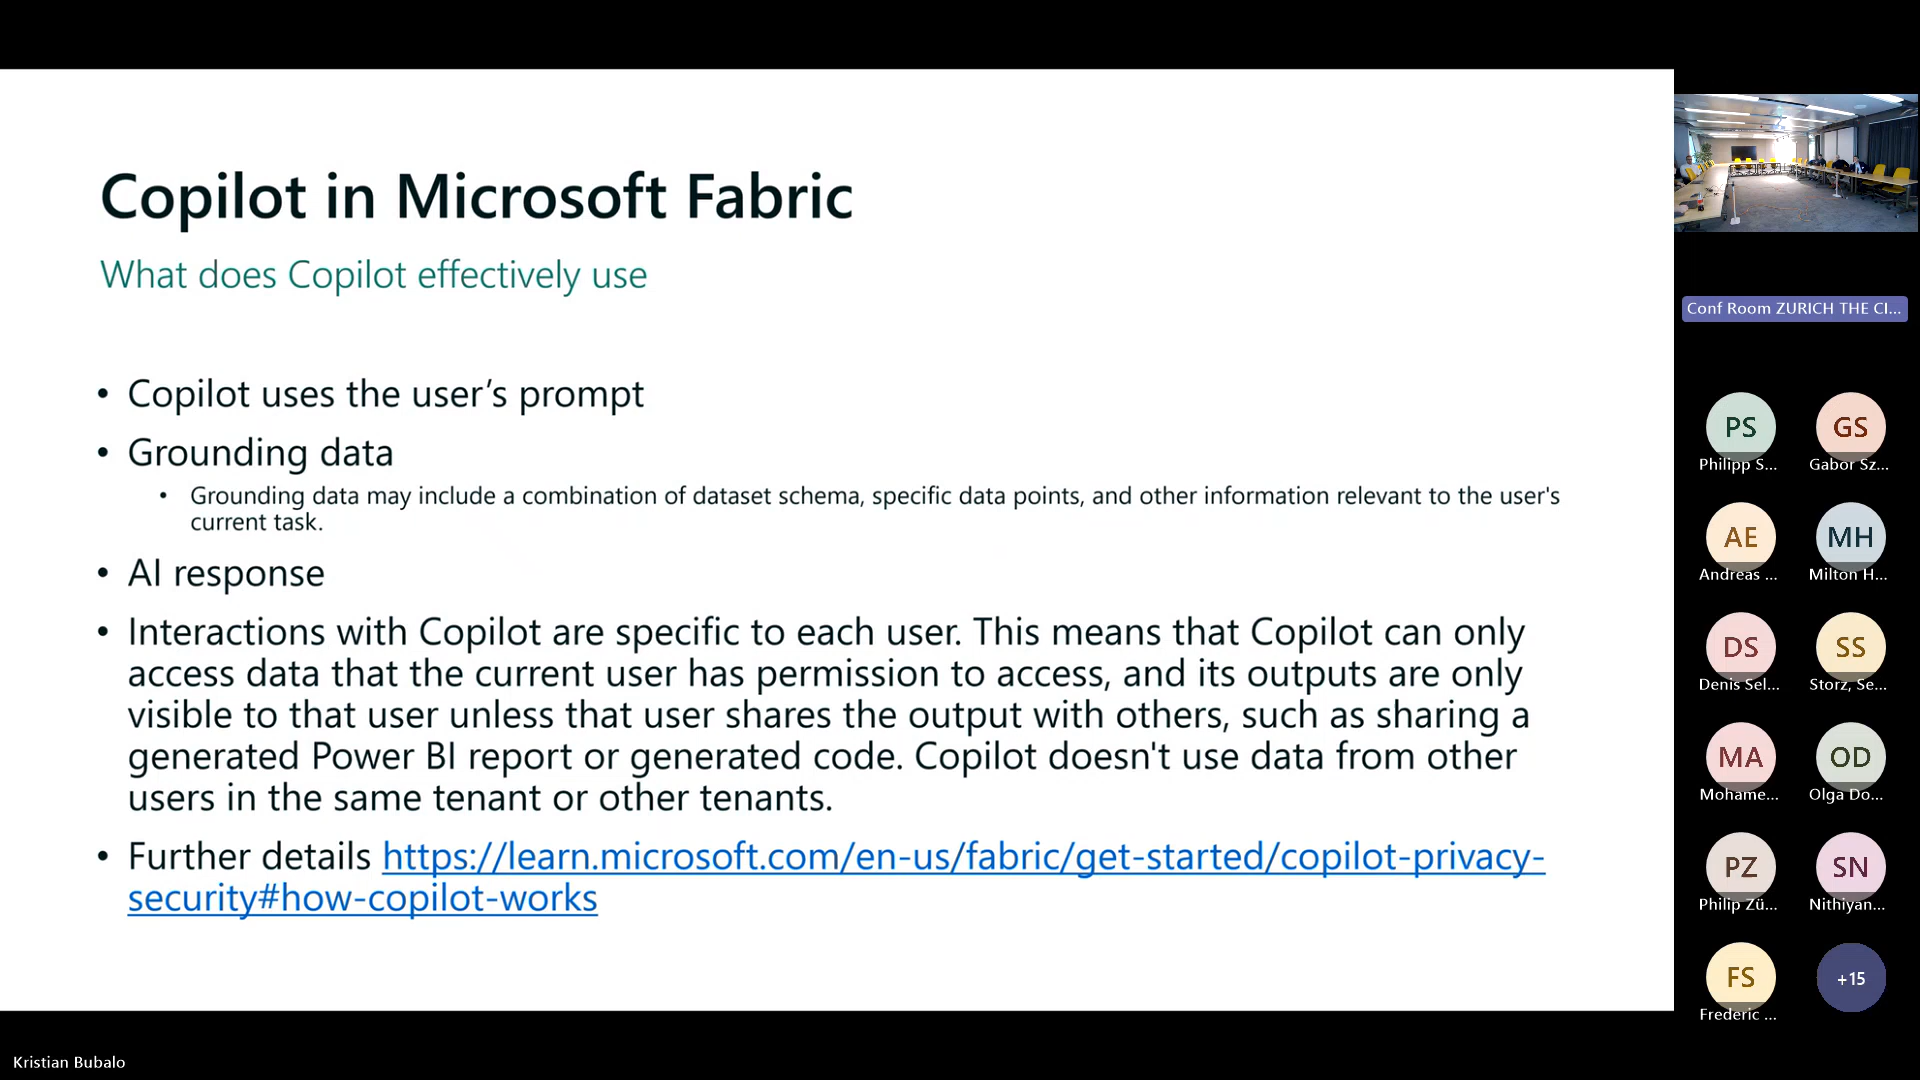 Copilot in Microsoft Fabric
What does Copilot effectively use
• Copilot uses the user’s prompt
• Grounding data
• Grounding data may include a combination of dataset schema, specific data points, and other information relevant to the user's
current task.
• AI response
• Interactions with Copilot are specific to each user. This means that Copilot can only
access data that the current user has permission to access, and its outputs are only
visible to that user unless that user shares the output with others, such as sharing a
generated Power BI report or generated code. Copilot doesn't use data from other
users in the same tenant or other tenants.
• Further details https://learn.microsoft.com/en-us/fabric/get-started/copilot-privacy-
security#how-copilot-works
Conf Room ZURICH THE CI...
PS
Philipp S...
GS
Gabor Sz...
AE
Andreas ...
MH
Milton H...
DS
Denis Sel...
SS
Storz, Se...
MA
Mohame...
OD
Olga Do...
PZ
Philip Zü...
SN
Nithiyan...
FS
Frederic ...
+15
Kristian Bubalo